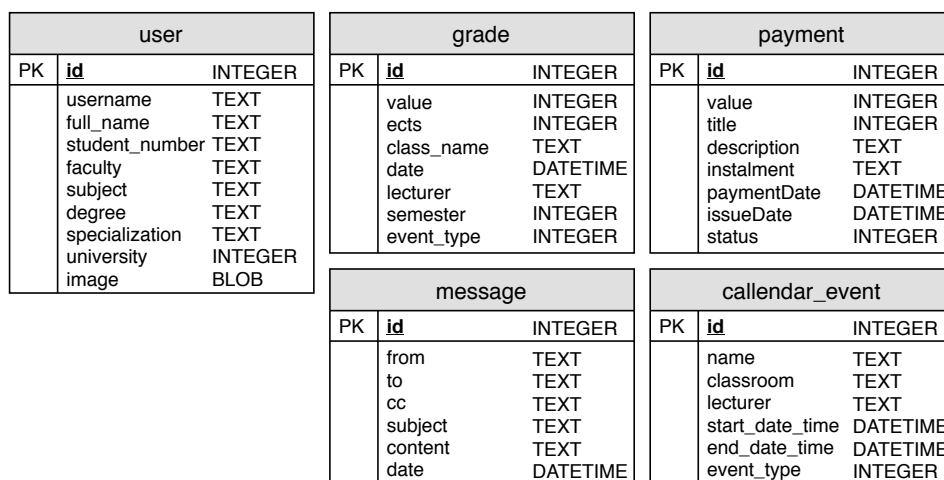 user
PK id INTEGER
username TEXT
full_name TEXT
student_number TEXT
faculty TEXT
subject TEXT
degree TEXT
specialization TEXT
university INTEGER
image BLOB
grade
PK id INTEGER
value INTEGER
ects INTEGER
class_name TEXT
date DATETIME
lecturer TEXT
semester INTEGER
event_type INTEGER
payment
PK id INTEGER
value INTEGER
title INTEGER
description TEXT
instalment TEXT
paymentDate DATETIME
issueDate DATETIME
status INTEGER
message
PK id INTEGER
from TEXT
to TEXT
cc TEXT
subject TEXT
content TEXT
date DATETIME
callendar_event
PK id INTEGER
name TEXT
classroom TEXT
lecturer TEXT
start_date_time DATETIME
end_date_time DATETIME
event_type INTEGER